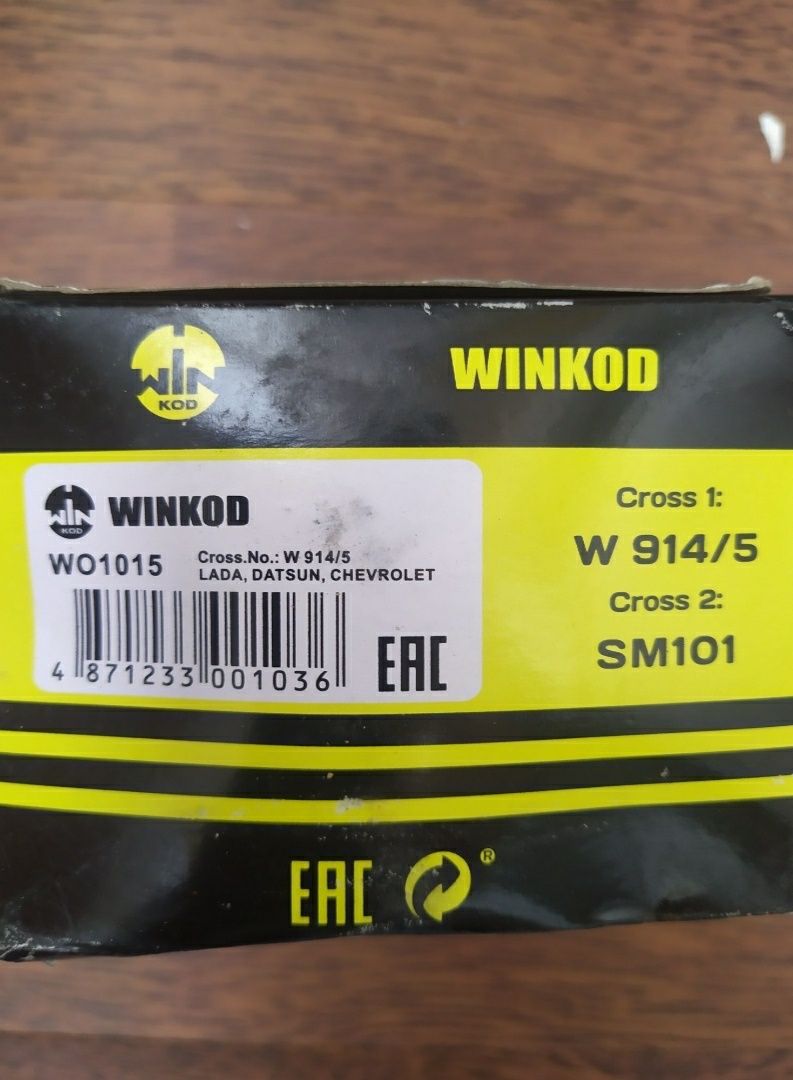 WIN
KOD
WINKOD
WIN
KOD
WINKOD
WO1015
Cross.No.: W 914/5
LADA, DATSUN, CHEVROLET
4 871233 001036
EAC
Cross 1:
W 914/5
Cross 2:
SM101
EAC
®